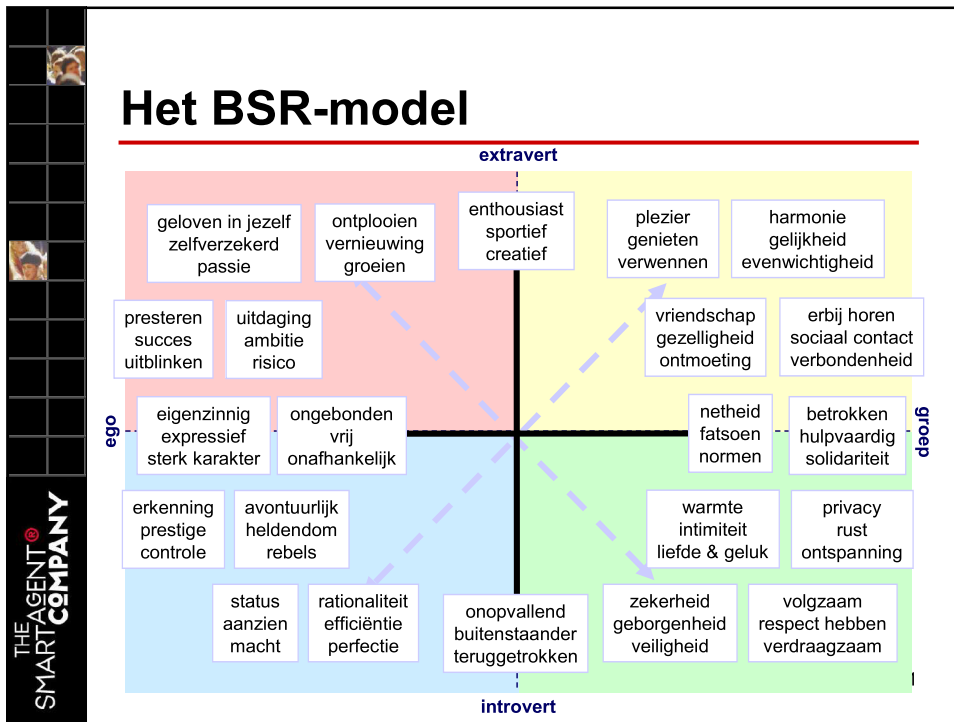 Het BSR-model
extravert
geloven in jezelf
zelfverzekerd
passie
ontplooien
vernieuwing
groeien
enthousiast
sportief
creatief
plezier
genieten
verwennen
harmonie
gelijkheid
evenwichtigheid
presteren
succes
uitblinken
uitdaging
ambitie
risico
vriendschap
gezelligheid
ontmoeting
erbij horen
sociaal contact
verbondenheid
ego
eigenzinnig
expressief
sterk karakter
ongebonden
vrij
onafhankelijk
netheid
fatsoen
normen
betrokken
hulpvaardig
solidariteit
groep
erkenning
prestige
controle
avontuurlijk
heldendom
rebels
warmte
intimiteit
liefde & geluk
privacy
rust
ontspanning
status
aanzien
macht
rationaliteit
efficiëntie
perfectie
onopvallend
buitenstaander
teruggetrokken
zekerheid
geborgenheid
veiligheid
volgzaam
respect hebben
verdraagzaam
introvert
THE
SMARTAGENT®
COMPANY